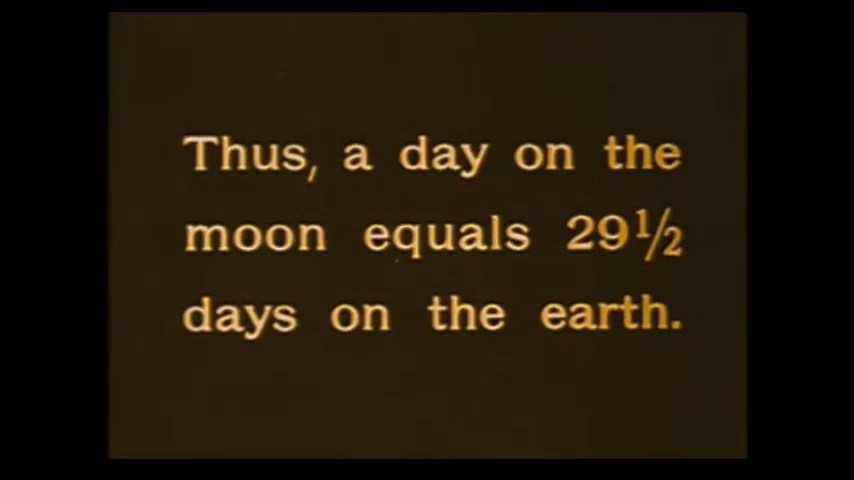 Thus, a day on the
moon equals 29½
days on the earth.